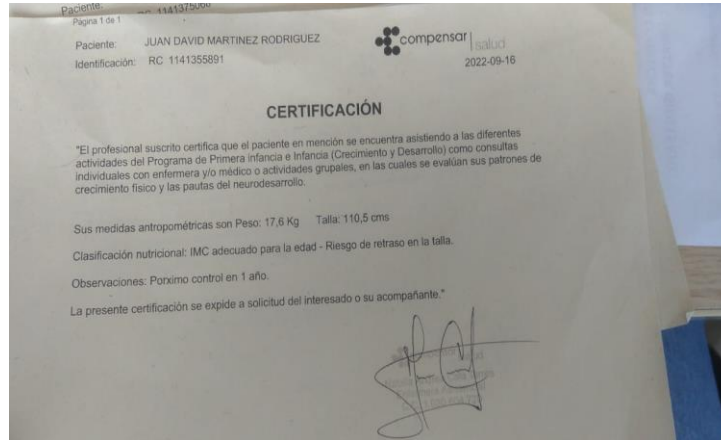 Paciente: RC 1141375060
Página 1 de 1
Paciente: JUAN DAVID MARTINEZ RODRIGUEZ
Identificación: RC 1141355891
compensar | salud
2022-09-16
CERTIFICACIÓN
"El profesional suscrito certifica que el paciente en mención se encuentra asistiendo a las diferentes
actividades del Programa de Primera infancia e Infancia (Crecimiento y Desarrollo) como consultas
individuales con enfermera y/o médico o actividades grupales, en las cuales se evalúan sus patrones de
crecimiento físico y las pautas del neurodesarrollo.
Sus medidas antropométricas son Peso: 17,6 Kg Talla: 110,5 cms
Clasificación nutricional: IMC adecuado para la edad - Riesgo de retraso en la talla.
Observaciones: Porximo control en 1 año.
La presente certificación se expide a solicitud del interesado o su acompañante."